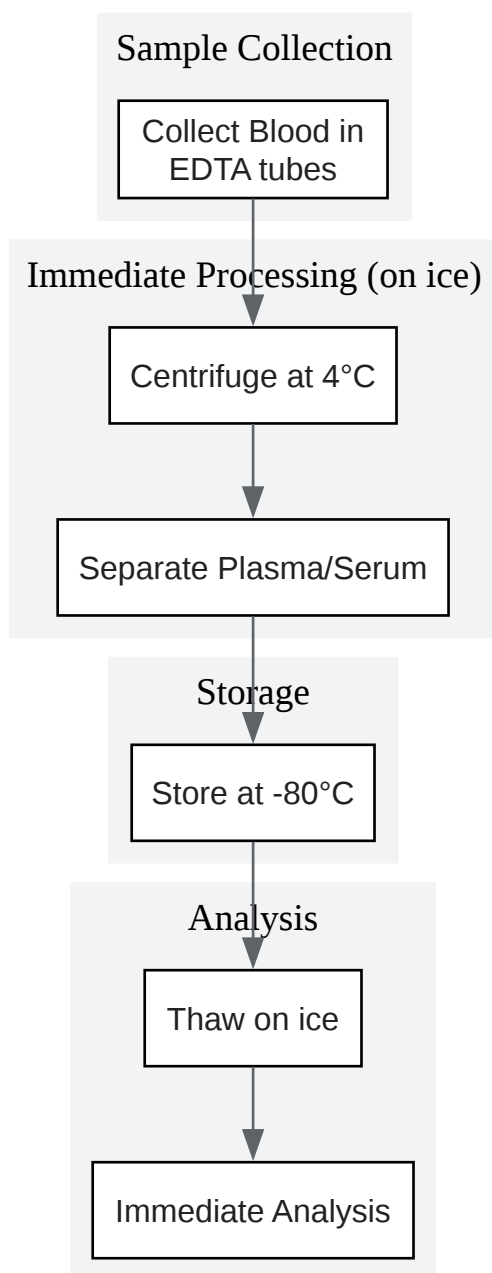 Sample Collection
Collect Blood in
EDTA tubes
Immediate Processing (on ice)
Centrifuge at 4°C
Separate Plasma/Serum
Storage
Store at -80°C
Analysis
Thaw on ice
Immediate Analysis